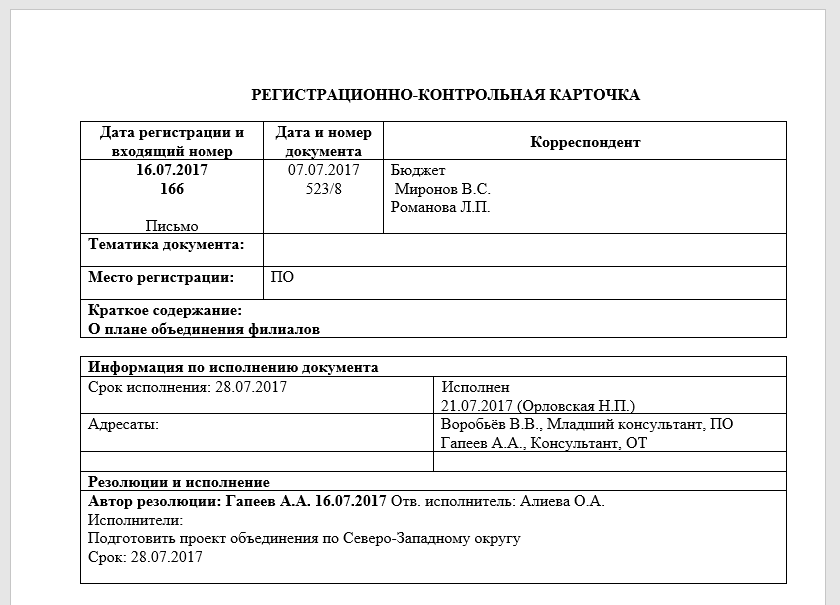 РЕГИСТРАЦИОННО-КОНТРОЛЬНАЯ КАРТОЧКА
Дата регистрации и
входящий номер
Дата и номер
документа
Корреспондент
16.07.2017
166
Письмо
07.07.2017
523/8
Бюджет
Миронов В.С.
Романова Л.П.
Тематика документа:
Место регистрации:
ПО
Краткое содержание:
О плане объединения филиалов
Информация по исполнению документа
Срок исполнения: 28.07.2017
Исполнен
21.07.2017 (Орловская Н.П.)
Адресаты:
Воробьёв В.В., Младший консультант, ПО
Гапеев А.А., Консультант, ОТ
Резолюции и исполнение
Автор резолюции: Гапеев А.А. 16.07.2017 Отв. исполнитель: Алиева О.А.
Исполнители:
Подготовить проект объединения по Северо-Западному округу
Срок: 28.07.2017